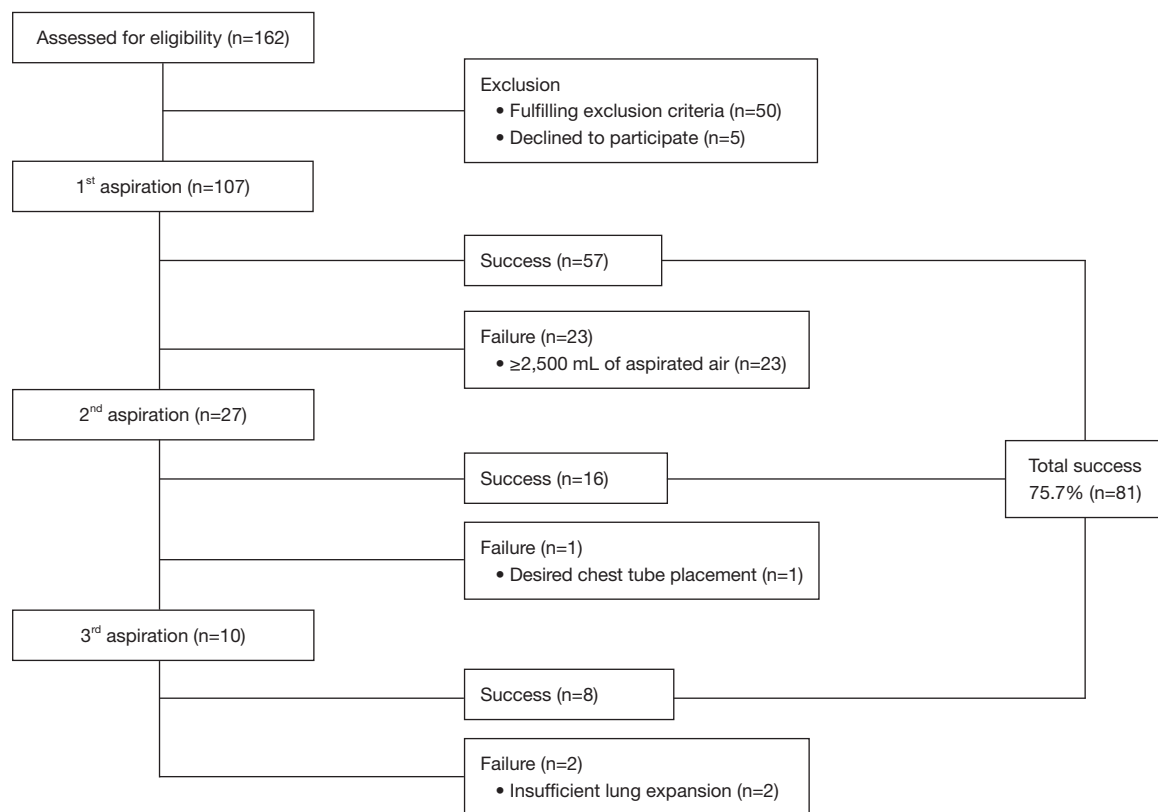 Assessed for eligibility (n=162)
Exclusion
• Fulfilling exclusion criteria (n=50)
• Declined to participate (n=5)
1st aspiration (n=107)
Success (n=57)
Failure (n=23)
• ≥2,500 mL of aspirated air (n=23)
2nd aspiration (n=27)
Success (n=16)
Total success
75.7% (n=81)
Failure (n=1)
• Desired chest tube placement (n=1)
3rd aspiration (n=10)
Success (n=8)
Failure (n=2)
• Insufficient lung expansion (n=2)